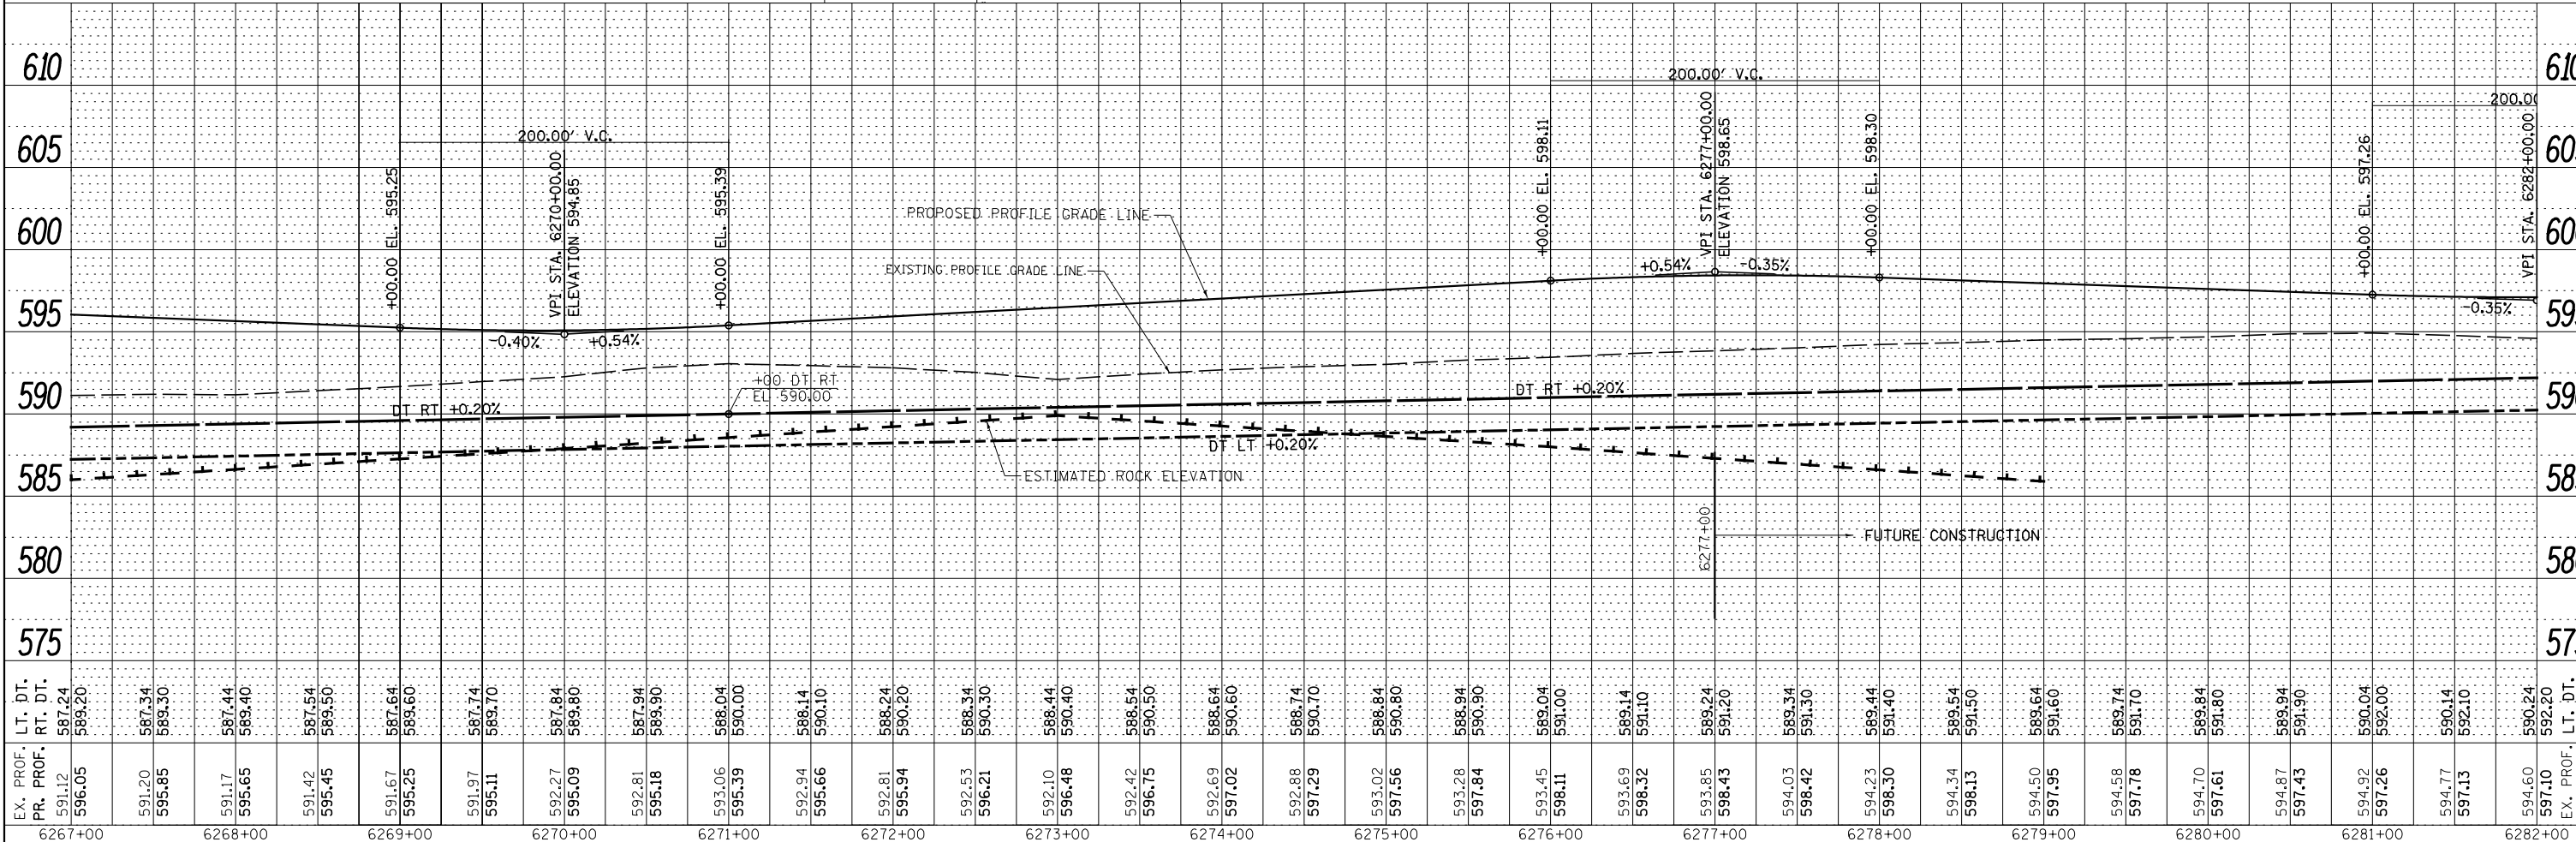 610
605
600
595
590
585
580
575
200.00' V.C.
+00.00 EL. 595.25
VPI STA. 6270+00.00
ELEVATION 594.85
+00.00 EL. 595.39
-0.40%
+0.54%
PROPOSED PROFILE GRADE LINE
EXISTING PROFILE GRADE LINE
200.00' V.C.
+00.00 EL. 598.11
VPI STA. 6277+00.00
ELEVATION 598.65
+00.00 EL. 598.30
+0.54%
-0.35%
200.00
+00.00 EL. 597.26
VPI STA. 6282+00.00
-0.35%
DT RT +0.20%
+00 DT RT
EL 590.00
DT RT +0.20%
DT LT +0.20%
ESTIMATED ROCK ELEVATION
6277+00
FUTURE CONSTRUCTION
610
575
LT. DT. 587.24 587.34 587.44 587.54 587.64 587.74 587.84 587.94 588.04 588.14 588.24 588.34 588.44 588.54 588.64 588.74 588.84 588.94 589.04 589.14 589.24 589.34 589.44 589.54 589.64 589.74 589.84 589.94 590.04 590.14 590.24 LT. DT.
RT. DT. 589.20 589.30 589.40 589.50 589.60 589.70 589.80 589.90 590.00 590.10 590.20 590.30 590.40 590.50 590.60 590.70 590.80 590.90 591.00 591.10 591.20 591.30 591.40 591.50 591.60 591.70 591.80 591.90 592.00 592.10 592.20
EX. PROF. 591.12 591.20 591.17 591.42 591.67 591.97 592.27 592.81 593.06 592.94 592.81 592.53 592.10 592.42 592.69 592.88 593.02 593.28 593.45 593.69 593.85 594.03 594.23 594.34 594.50 594.58 594.70 594.87 594.92 594.77 594.60 EX. PROF.
PR. PROF. 596.05 595.85 595.65 595.45 595.25 595.11 595.09 595.18 595.39 595.66 595.94 596.21 596.48 596.75 597.02 597.29 597.56 597.84 598.11 598.32 598.43 598.42 598.30 598.13 597.95 597.78 597.61 597.43 597.26 597.13 597.10
6267+00 6268+00 6269+00 6270+00 6271+00 6272+00 6273+00 6274+00 6275+00 6276+00 6277+00 6278+00 6279+00 6280+00 6281+00 6282+00